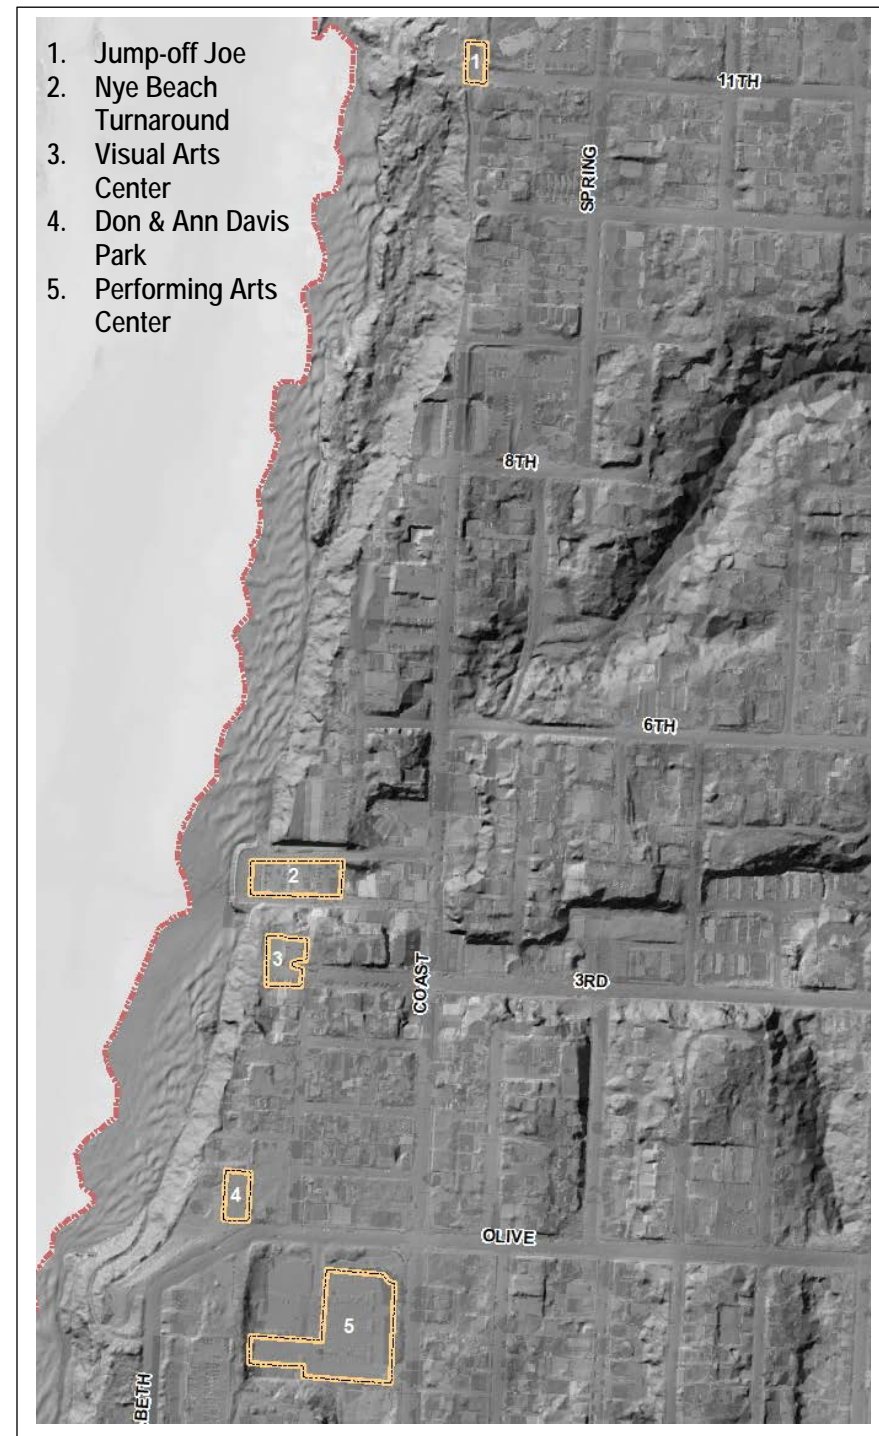 1. Jump-off Joe
2. Nye Beach
Turnaround
3. Visual Arts
Center
4. Don & Ann Davis
Park
5. Performing Arts
Center
1
11TH
SPRING
8TH
6TH
2
3
COAST
3RD
4
OLIVE
5
BETH